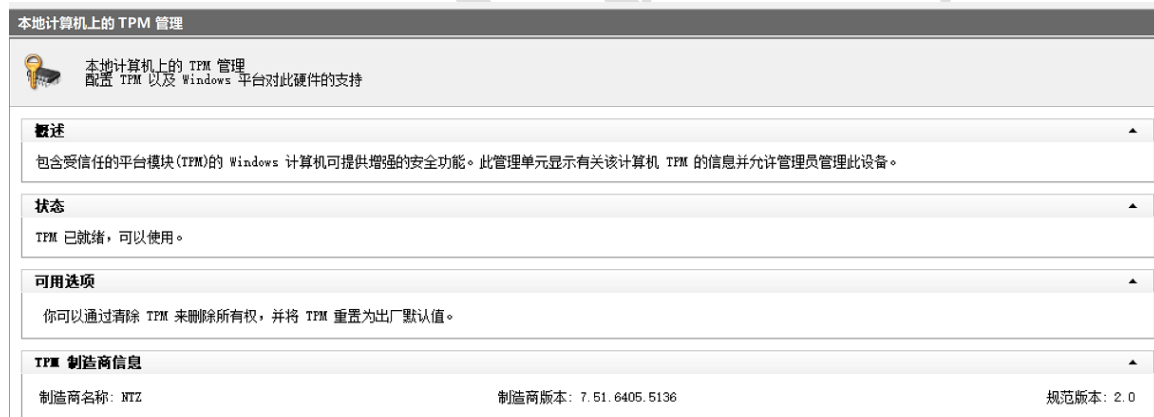 本地计算机上的 TPM 管理
本地计算机上的 TPM 管理
配置 TPM 以及 Windows 平台对此硬件的支持
概述
包含受信任的平台模块(TPM)的 Windows 计算机可提供增强的安全功能。此管理单元显示有关该计算机 TPM 的信息并允许管理员管理此设备。
状态
TPM 已就绪，可以使用。
可用选项
你可以通过清除 TPM 来删除所有权，并将 TPM 重置为出厂默认值。
TPM 制造商信息
制造商名称: NTZ 制造商版本: 7.51.6405.5136 规范版本: 2.0